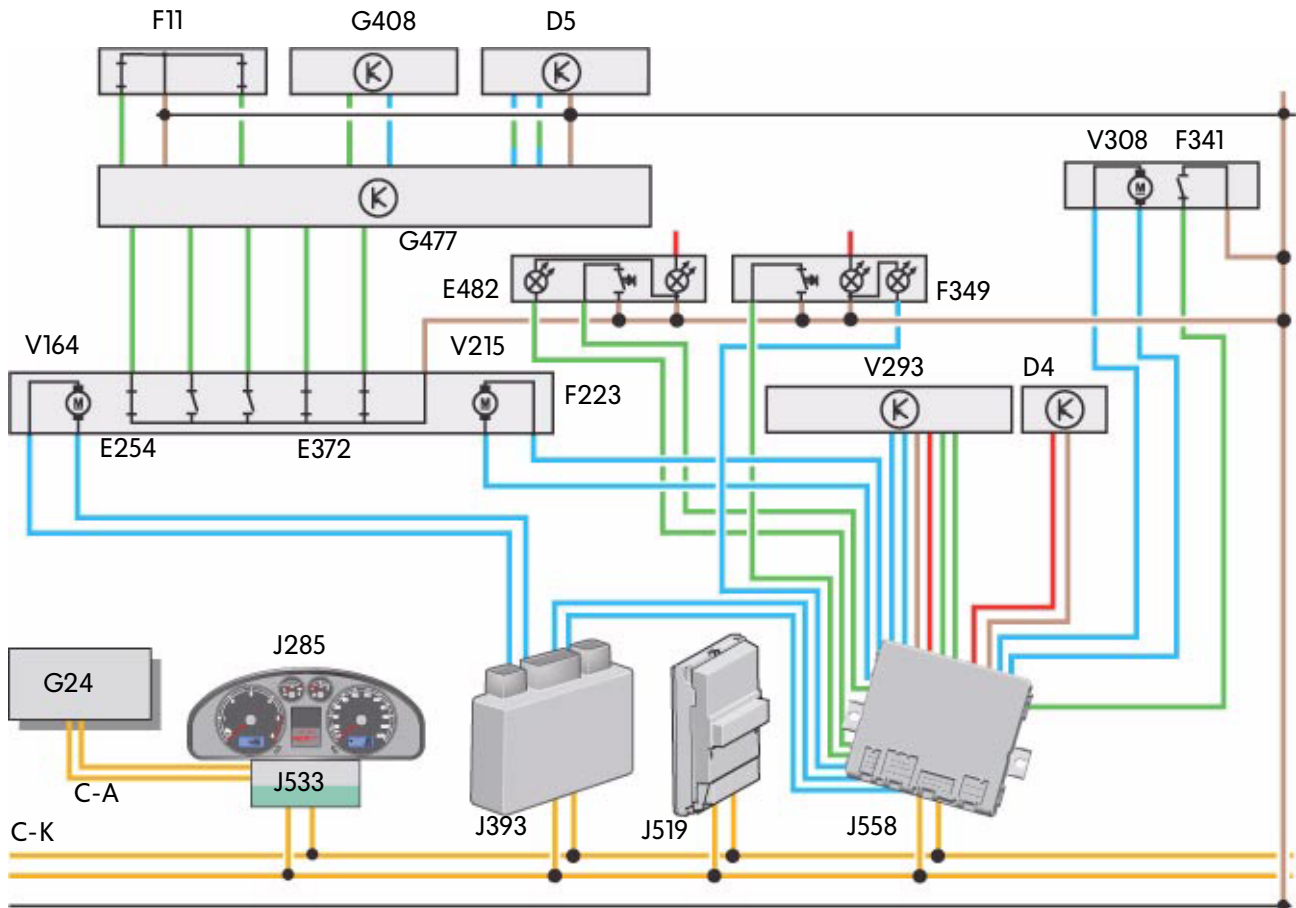 F11 G408 D5
V308 F341
G477
E482 F349
V164 V215
F223 V293 D4
M M M
E254 E372
J285
G24
J533
C-A
C-K
J393 J519 J558